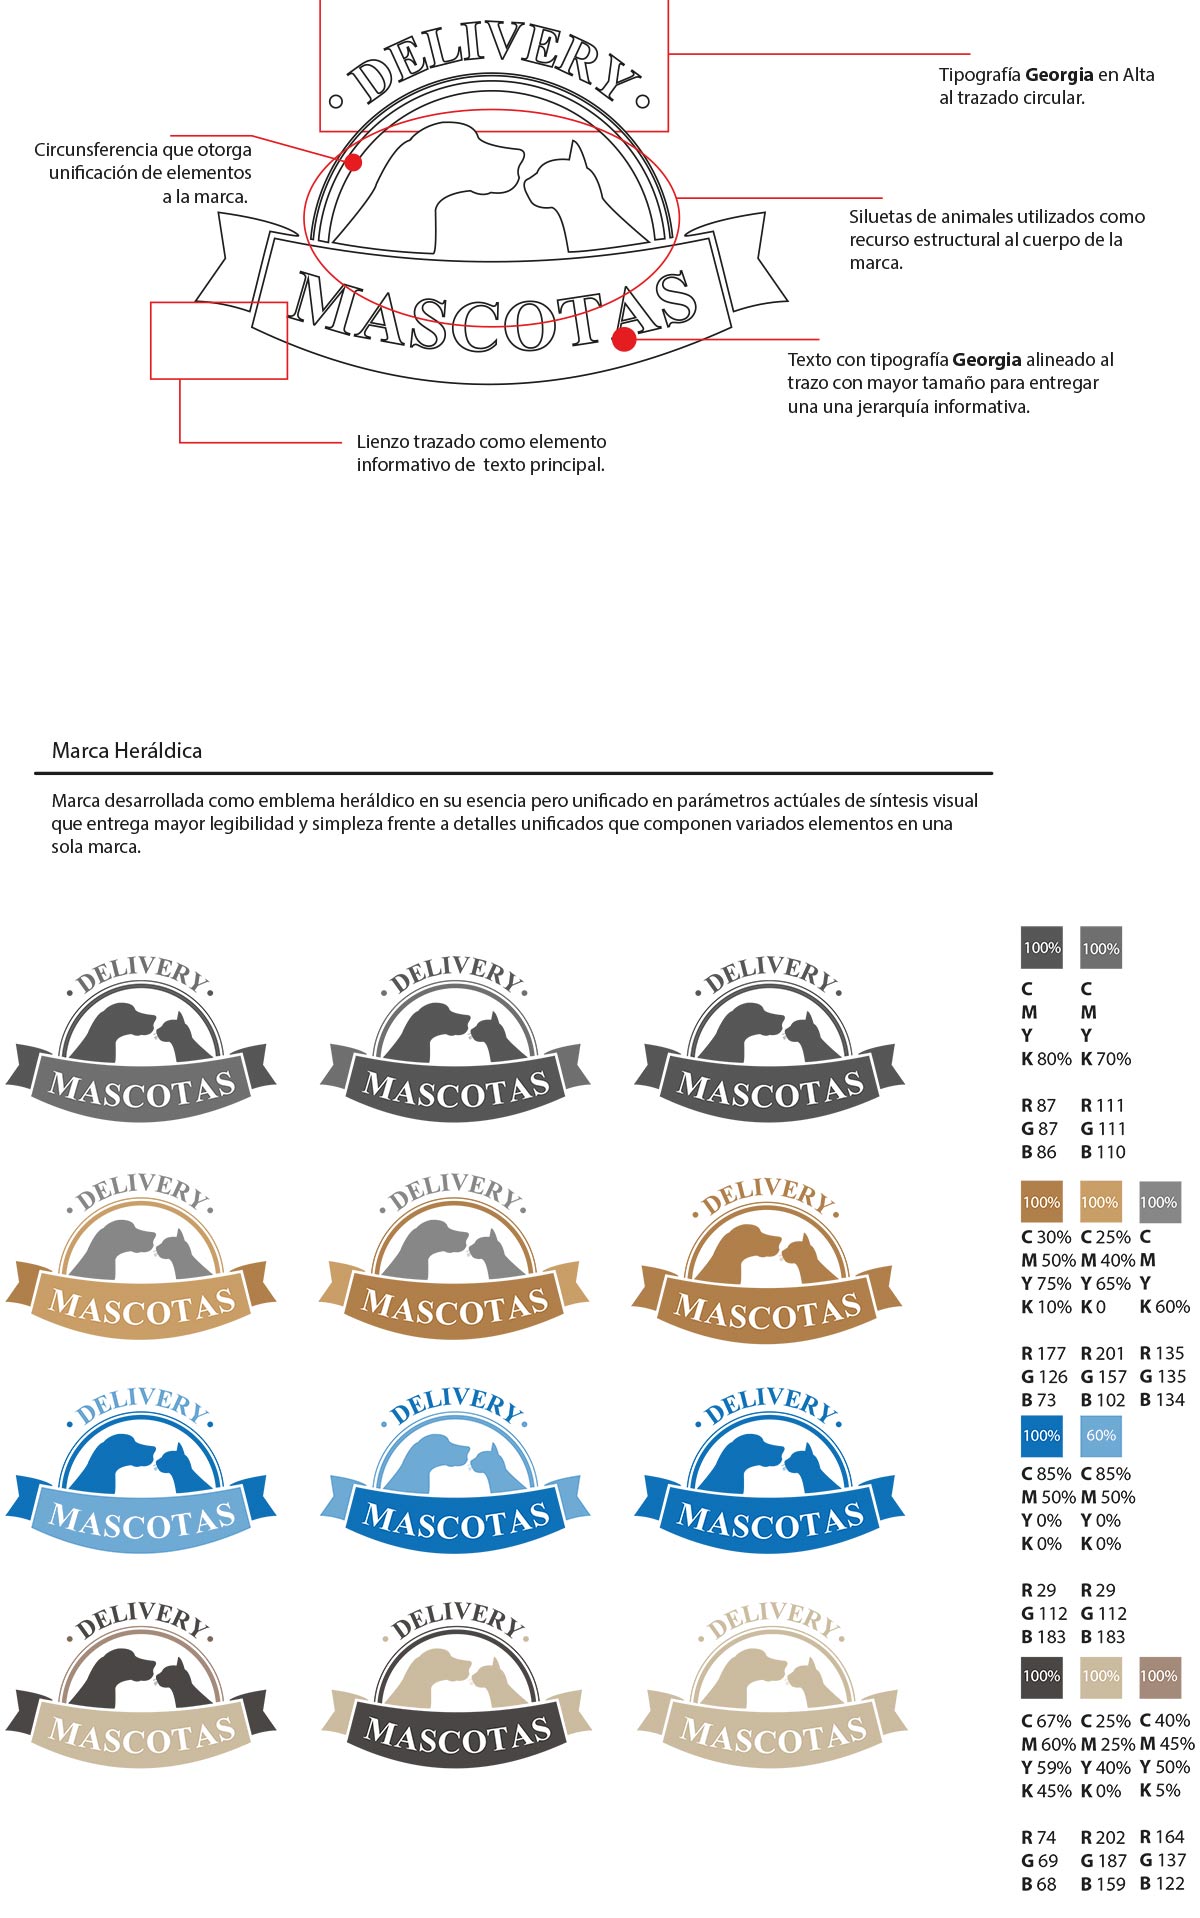 DELIVERY
Tipografía Georgia en Alta
al trazado circular.
Circunsferencia que otorga
unificación de elementos
a la marca.
Siluetas de animales utilizados como
recurso estructural al cuerpo de la
marca.
MASCOTAS
Texto con tipografía Georgia alineado al
trazo con mayor tamaño para entregar
una una jerarquía informativa.
Lienzo trazado como elemento
informativo de texto principal.
Marca Heráldica
Marca desarrollada como emblema heráldico en su esencia pero unificado en parámetros actúales de síntesis visual
que entrega mayor legibilidad y simpleza frente a detalles unificados que componen variados elementos en una
sola marca.
·DELIVERY· ·DELIVERY· ·DELIVERY·
MASCOTAS MASCOTAS MASCOTAS
100% 100%
C C
M M
Y Y
K 80% K 70%
R 87 R 111
G 87 G 111
B 86 B 110
·DELIVERY· ·DELIVERY· ·DELIVERY·
MASCOTAS MASCOTAS MASCOTAS
100% 100% 100%
C 30% C 25% C
M 50% M 40% M
Y 75% Y 65% Y
K 10% K 0 K 60%
R 177 R 201 R 135
G 126 G 157 G 135
B 73 B 102 B 134
·DELIVERY· ·DELIVERY· ·DELIVERY·
MASCOTAS MASCOTAS MASCOTAS
100% 60%
C 85% C 85%
M 50% M 50%
Y 0% Y 0%
K 0% K 0%
R 29 R 29
G 112 G 112
B 183 B 183
·DELIVERY· ·DELIVERY· ·DELIVERY·
MASCOTAS MASCOTAS MASCOTAS
100% 100% 100%
C 67% C 25% C 40%
M 60% M 25% M 45%
Y 59% Y 40% Y 50%
K 45% K 0% K 5%
R 74 R 202 R 164
G 69 G 187 G 137
B 68 B 159 B 122